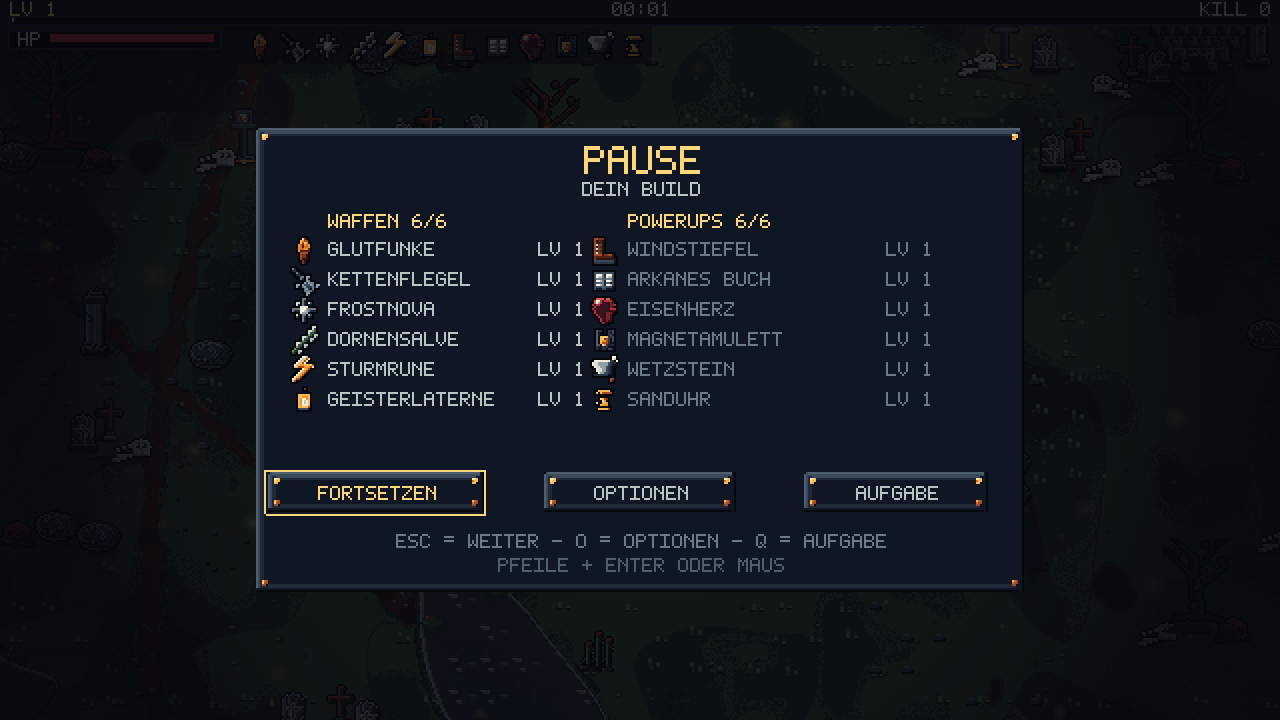 LV 1 00:01 KILL 0
HP
PAUSE
DEIN BUILD
WAFFEN 6/6 POWERUPS 6/6
GLUTFUNKE LV 1 WINDSTIEFEL LV 1
KETTENFLEGEL LV 1 ARKANES BUCH LV 1
FROSTNOVA LV 1 EISENHERZ LV 1
DORNENSALVE LV 1 MAGNETAMULETT LV 1
STURMRUNE LV 1 WETZSTEIN LV 1
GEISTERLATERNE LV 1 SANDUHR LV 1
FORTSETZEN OPTIONEN AUFGABE
ESC = WEITER - O = OPTIONEN - Q = AUFGABE
PFEILE + ENTER ODER MAUS